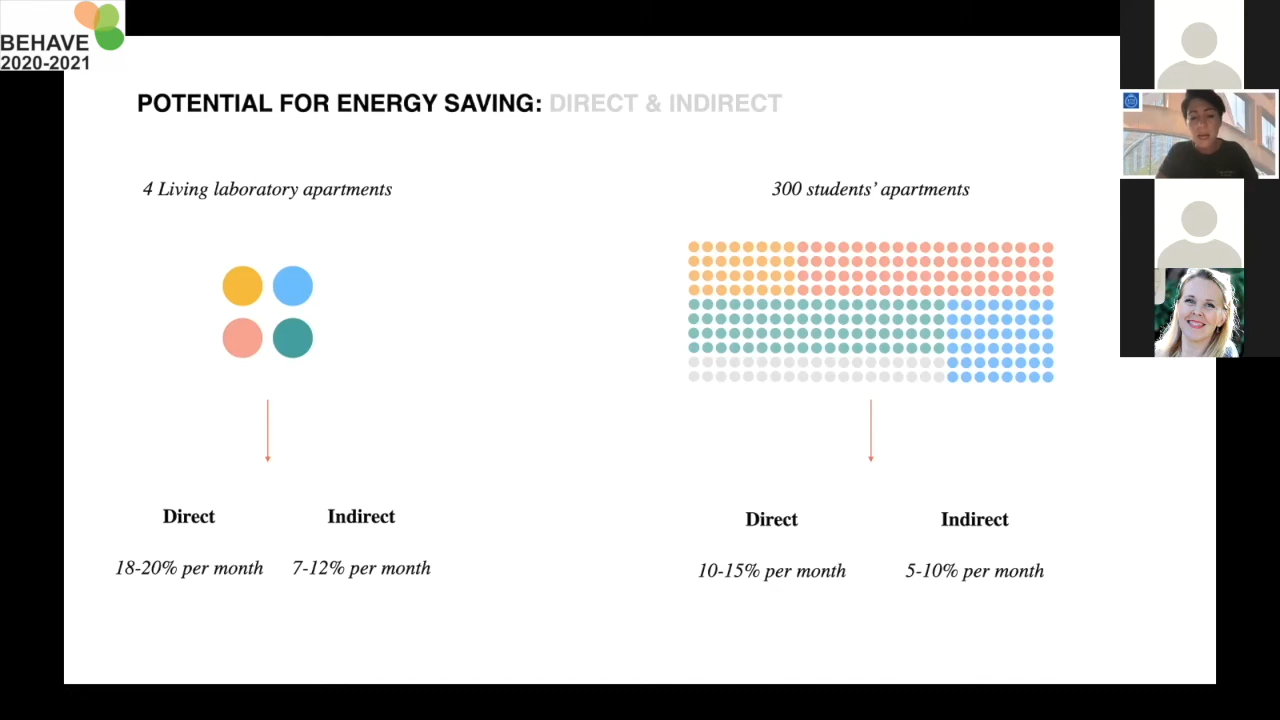 BEHAVE
2020-2021
POTENTIAL FOR ENERGY SAVING: DIRECT & INDIRECT
4 Living laboratory apartments
300 students' apartments
Direct
Indirect
Direct
Indirect
18-20% per month
7-12% per month
10-15% per month
5-10% per month